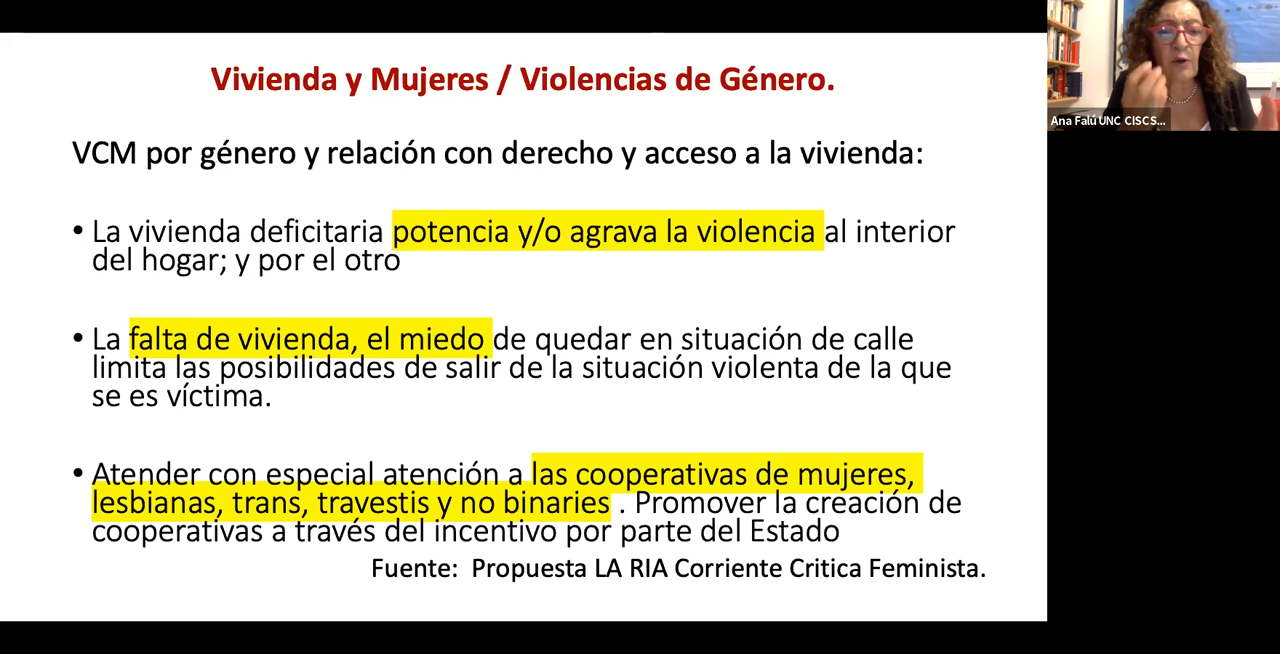 Vivienda y Mujeres / Violencias de Género.
VCM por género y relación con derecho y acceso a la vivienda:
• La vivienda deficitaria potencia y/o agrava la violencia al interior
del hogar; y por el otro
• La falta de vivienda, el miedo de quedar en situación de calle
limita las posibilidades de salir de la situación violenta de la que
se es víctima.
• Atender con especial atención a las cooperativas de mujeres,
lesbianas, trans, travestis y no binaries . Promover la creación de
cooperativas a través del incentivo por parte del Estado
Fuente: Propuesta LA RIA Corriente Critica Feminista.
Ana Falú UNC CISCS...